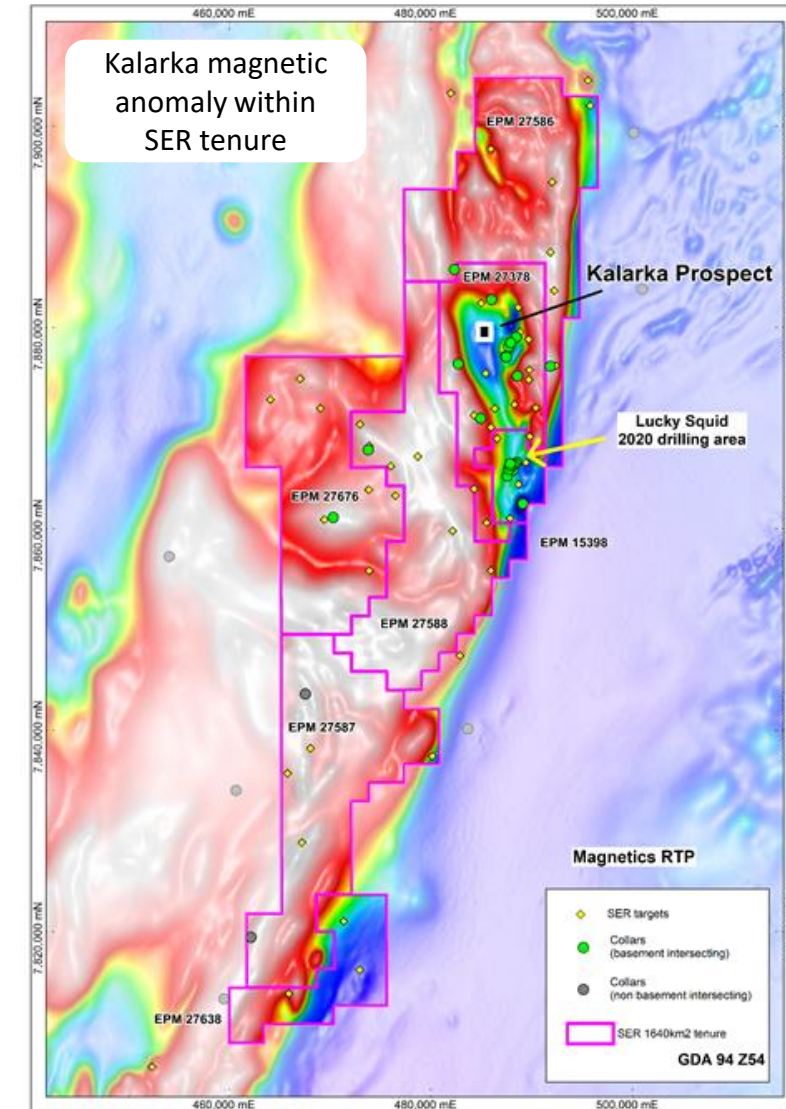 460,000 mE
480,000 mE
500,000 mE
Kalarka magnetic
anomaly within
SER tenure
7,900,000 mN
7,880,000 mN
7,860,000 mN
7,840,000 mN
7,820,000 mN
EPM 27586
EPM 27378
Kalarka Prospect
Lucky Squid
2020 drilling area
EPM 27676
EPM 15398
EPM 27588
EPM 27587
EPM 27638
Magnetics RTP
SER targets
Collars
(basement intersecting)
Collars
(non basement intersecting)
SER 1640km2 tenure
GDA 94 Z54
460,000 mE
480,000 mE
500,000 mE